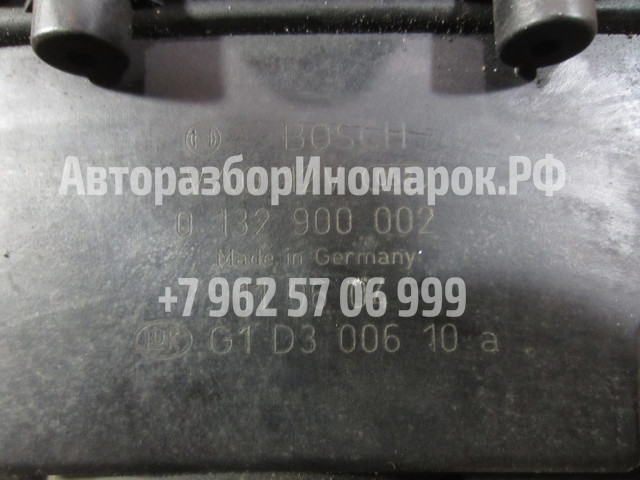 BOSCH
АвторазборИномарок.РФ
0 132 900 002
Made in Germany
+7 962 57 06 999
G1 D3 006 10 a